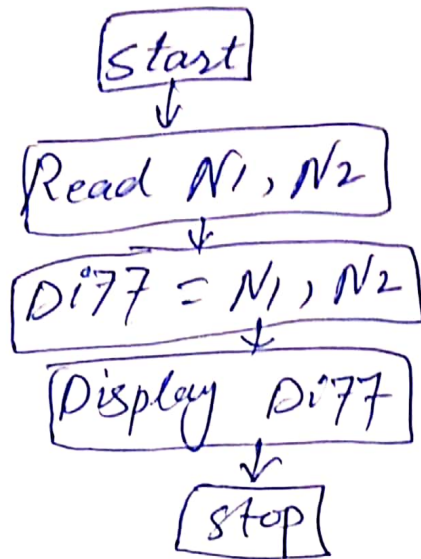 Start
Read N1, N2
Diff = N1, N2
Display Diff
Stop